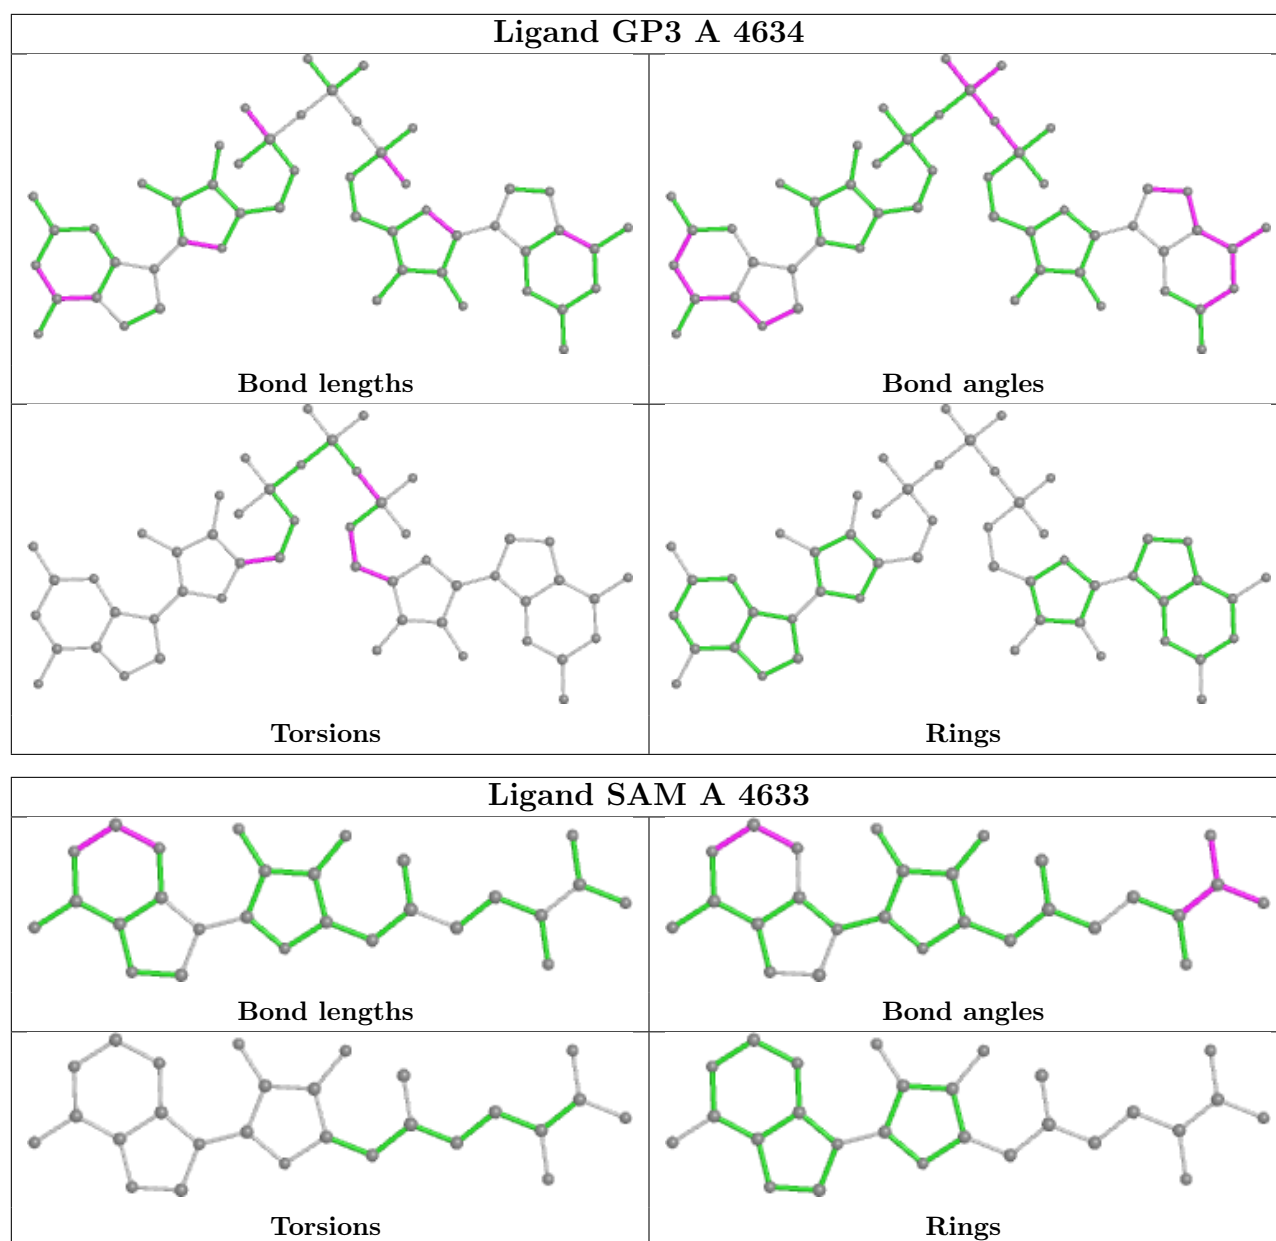 Ligand GP3 A 4634
Bond lengths
Bond angles
Torsions
Rings
Ligand SAM A 4633
Bond lengths
Bond angles
Torsions
Rings